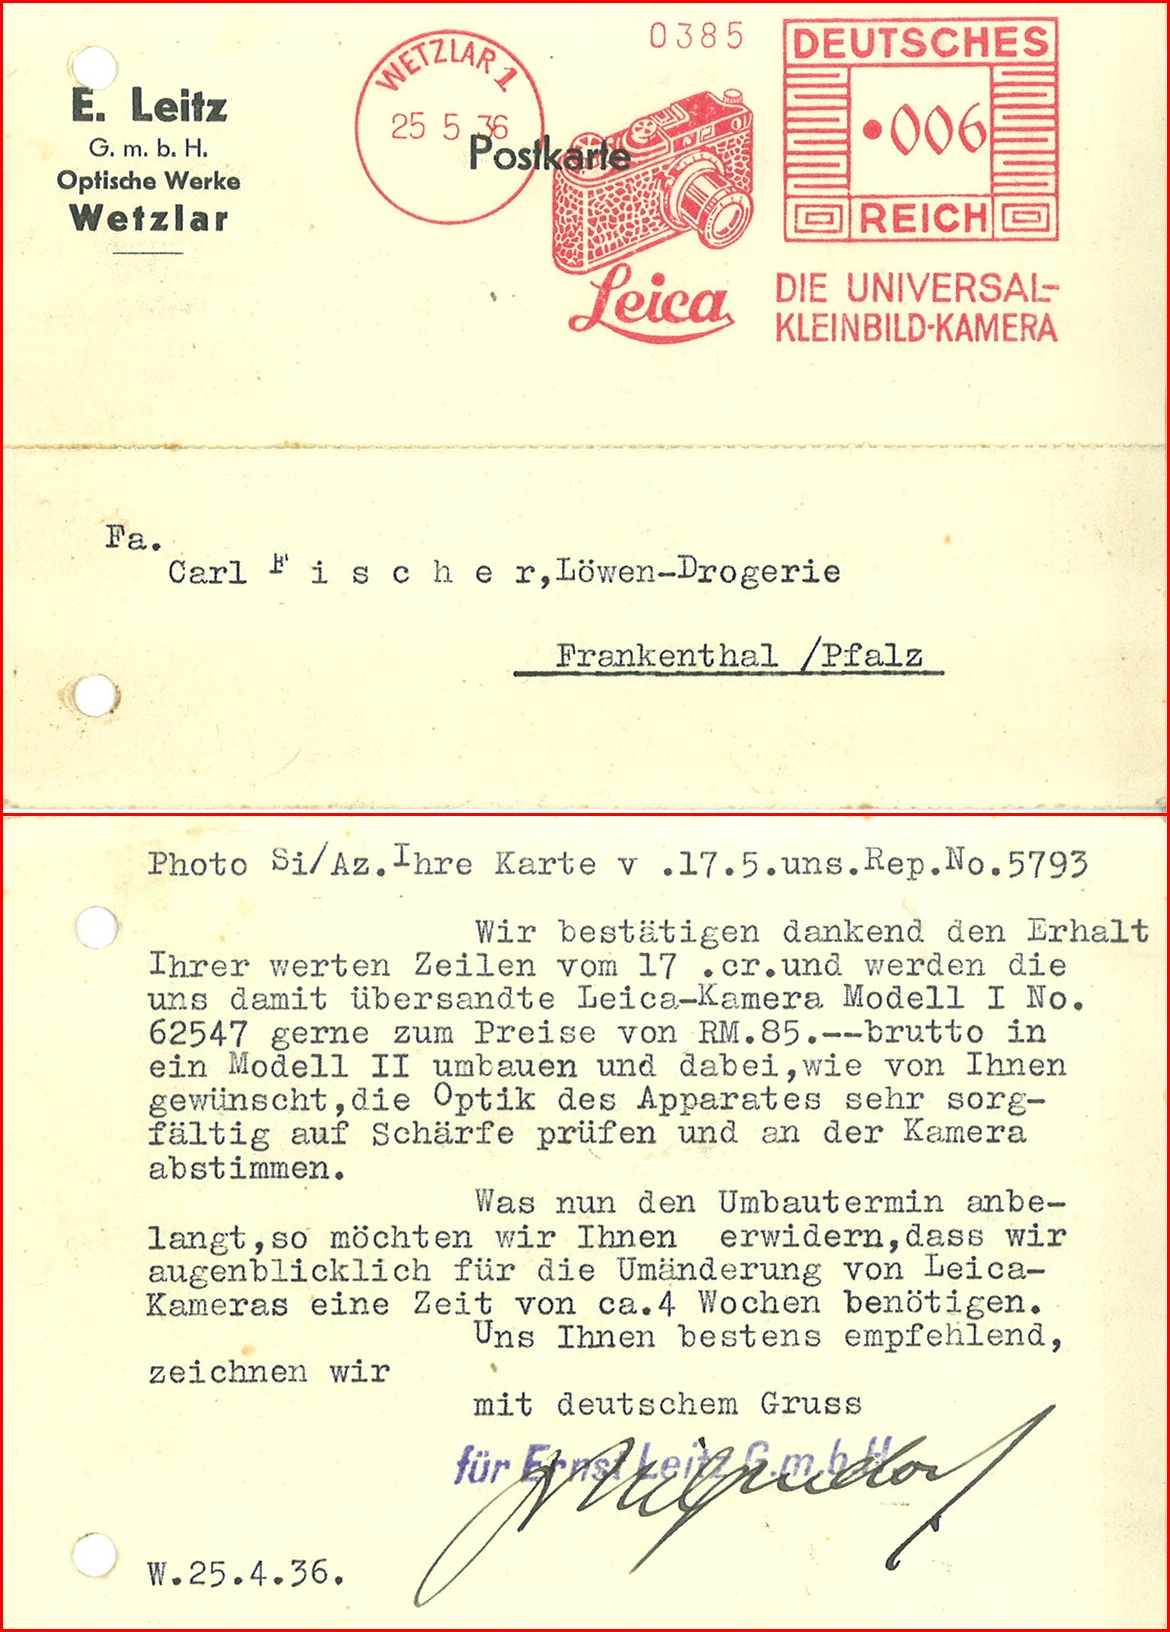 E. Leitz
G. m. b. H.
Optische Werke
Wetzlar
WETZLAR 1
25 5 36
Postkarte
0385
Leica
DEUTSCHES
006
REICH
DIE UNIVERSAL-
KLEINBILD-KAMERA
Fa.
Carl F i s c h e r,Löwen-Drogerie
Frankenthal /Pfalz
Photo Si/Az.Ihre Karte v .17.5.uns.Rep.No.5793
Wir bestätigen dankend den Erhalt
Ihrer werten Zeilen vom 17 .cr.und werden die
uns damit übersandte Leica-Kamera Modell I No.
62547 gerne zum Preise von RM.85.--brutto in
ein Modell II umbauen und dabei,wie von Ihnen
gewünscht,die Optik des Apparates sehr sorg-
fältig auf Schärfe prüfen und an der Kamera
abstimmen.
Was nun den Umbautermin anbe-
langt,so möchten wir Ihnen erwidern,dass wir
augenblicklich für die Umänderung von Leica-
Kameras eine Zeit von ca.4 Wochen benötigen.
Uns Ihnen bestens empfehlend,
zeichnen wir
mit deutschem Gruss
für Ernst Leitz G.m.b.H.
W.25.4.36.